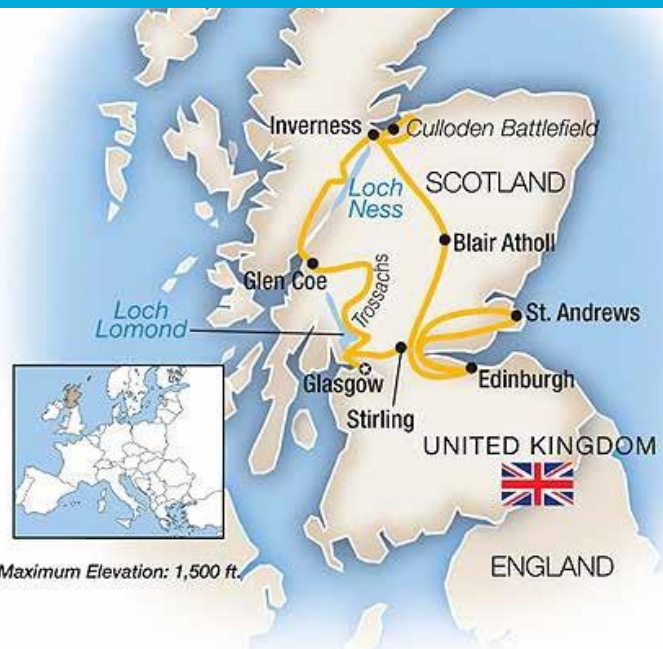 Inverness
Culloden Battlefield
Loch
Ness
SCOTLAND
Blair Atholl
Glen Coe
Trossachs
Loch
Lomond
St. Andrews
Glasgow
Edinburgh
Stirling
UNITED KINGDOM
ENGLAND
Maximum Elevation: 1,500 ft.